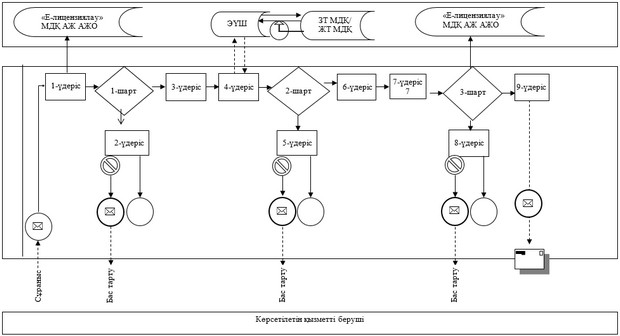 «Е-лицензиялау»
МДҚ АЖ АЖО
ЭҮШ
ЗТ МДҚ/
ЖТ МДҚ
«Е-лицензиялау»
МДҚ АЖ АЖО
1-үдеріс
1-шарт
3-үдеріс
4-үдеріс
2-шарт
6-үдеріс
7-үдеріс
7
3-шарт
9-үдеріс
2-үдеріс
5-үдеріс
8-үдеріс
Сұраныс
Бас тарту
Бас тарту
Бас тарту
Көрсетілетін қызметті беруші